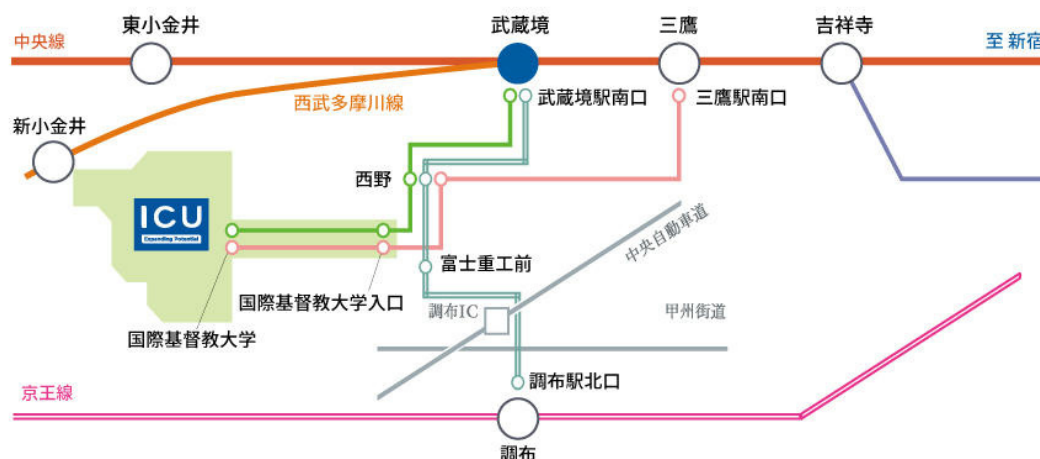 東小金井
武蔵境
三鷹
吉祥寺
中央線
至 新宿
西武多摩川線
武蔵境駅南口
三鷹駅南口
新小金井
西野
ICU
Expanding Potential
中央自動車道
富士重工前
国際基督教大学入口
調布IC
甲州街道
国際基督教大学
調布駅北口
京王線
調布